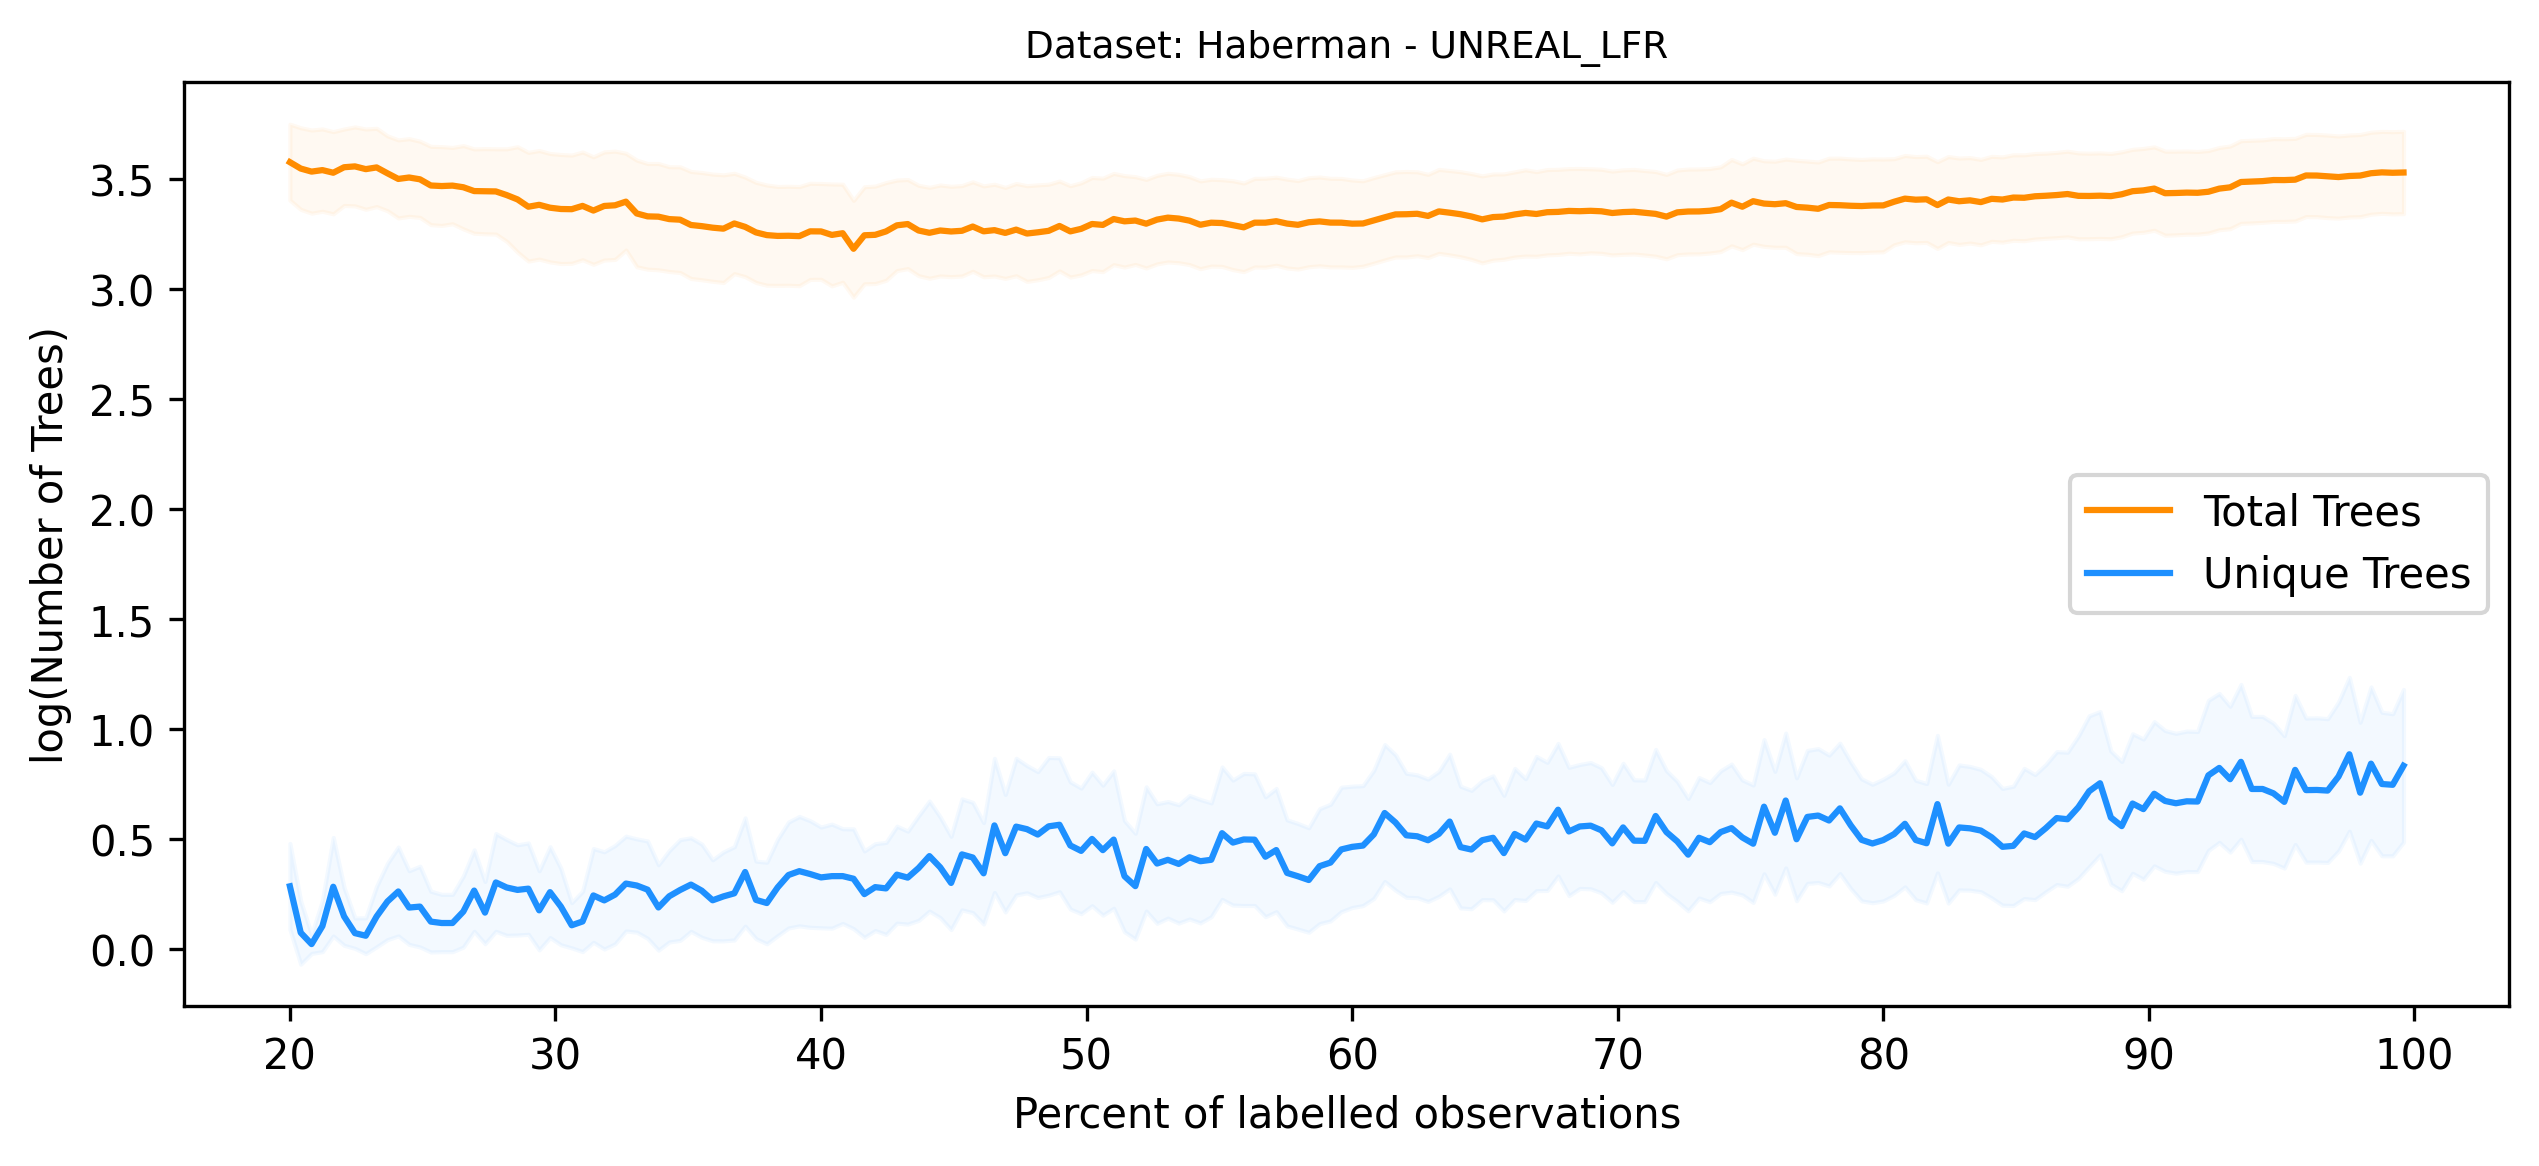 Dataset: Haberman - UNREAL_LFR
log(Number of Trees)
3.5
3.0
2.5
2.0
1.5
1.0
0.5
0.0
Total Trees
Unique Trees
20 30 40 50 60 70 80 90 100
Percent of labelled observations